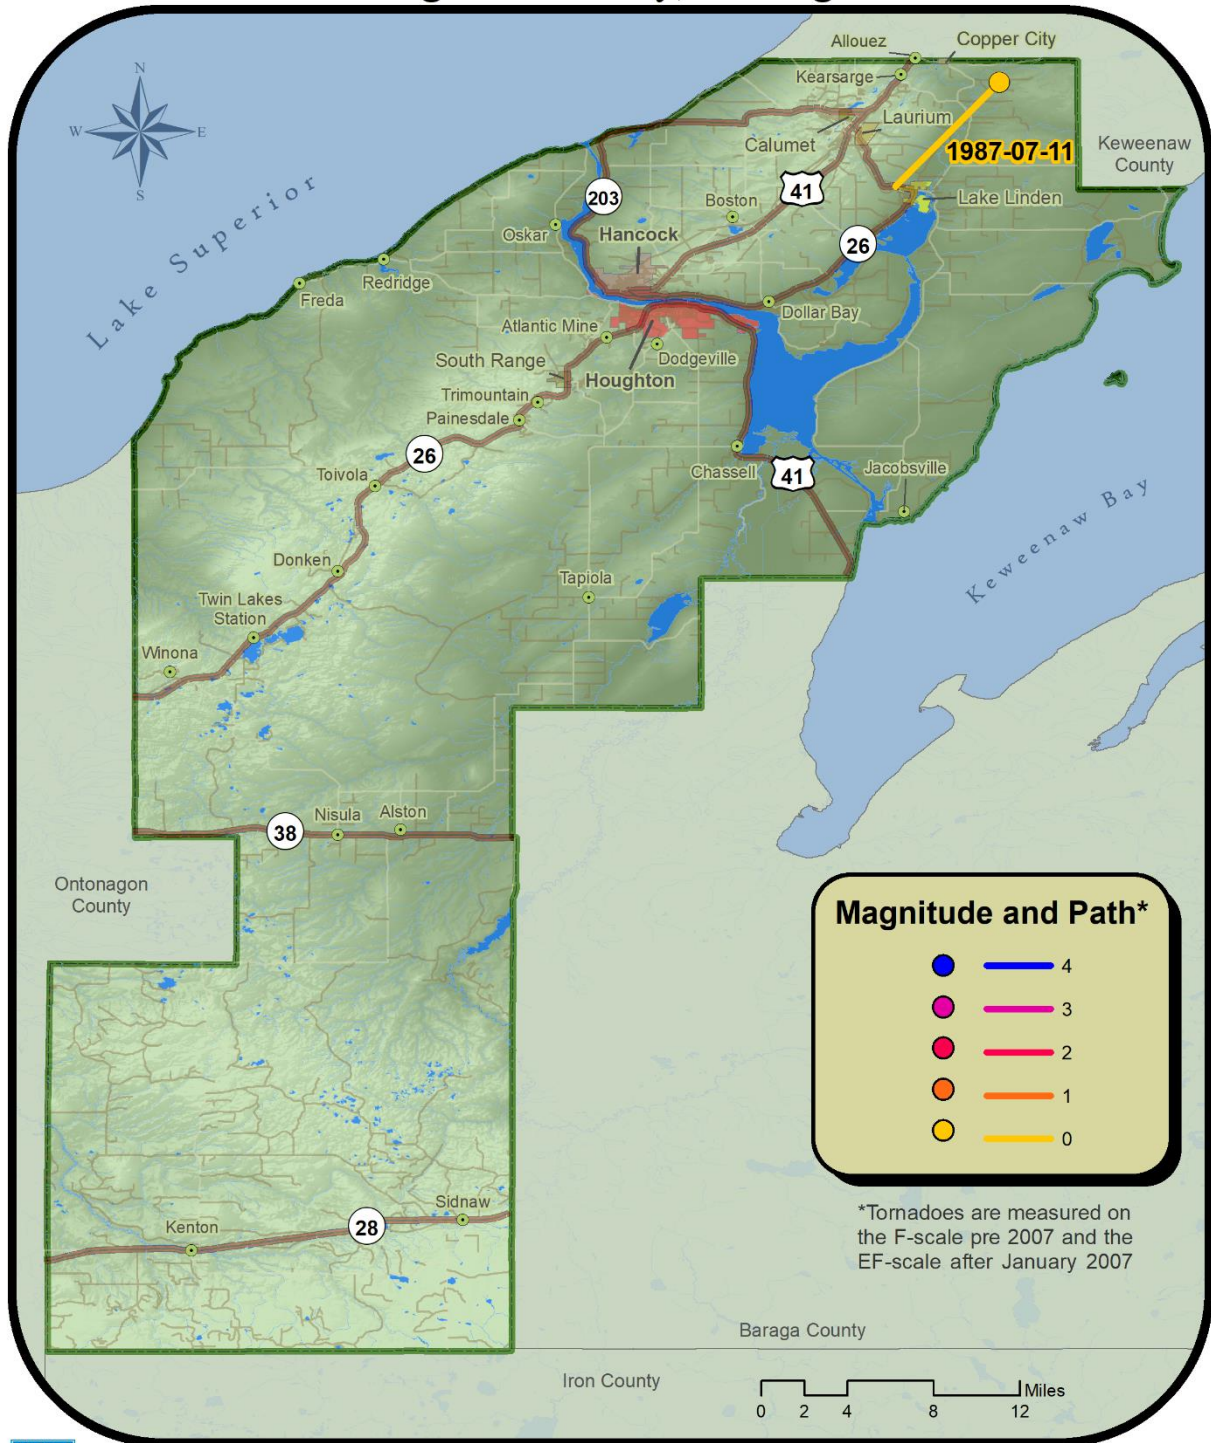 N
W
E
S
Allouez
Copper City
Kearsarge
Laurium
Calumet
1987-07-11
Keweenaw
County
41
203
Boston
Lake Linden
Oskar
Hancock
26
Lake Superior
Redridge
Freda
Dollar Bay
Atlantic Mine
Dodgeville
South Range
Houghton
Trimountain
Painesdale
26
Toivola
Chassell
41
Jacobsville
Keweenaw Bay
Donken
Tapiola
Twin Lakes
Station
Winona
38
Nisula
Alston
Ontonagon
County
Magnitude and Path*
4
3
2
1
0
Sidnaw
Kenton
28
*Tornadoes are measured on
the F-scale pre 2007 and the
EF-scale after January 2007
Baraga County
Iron County
Miles
0 2 4 8 12